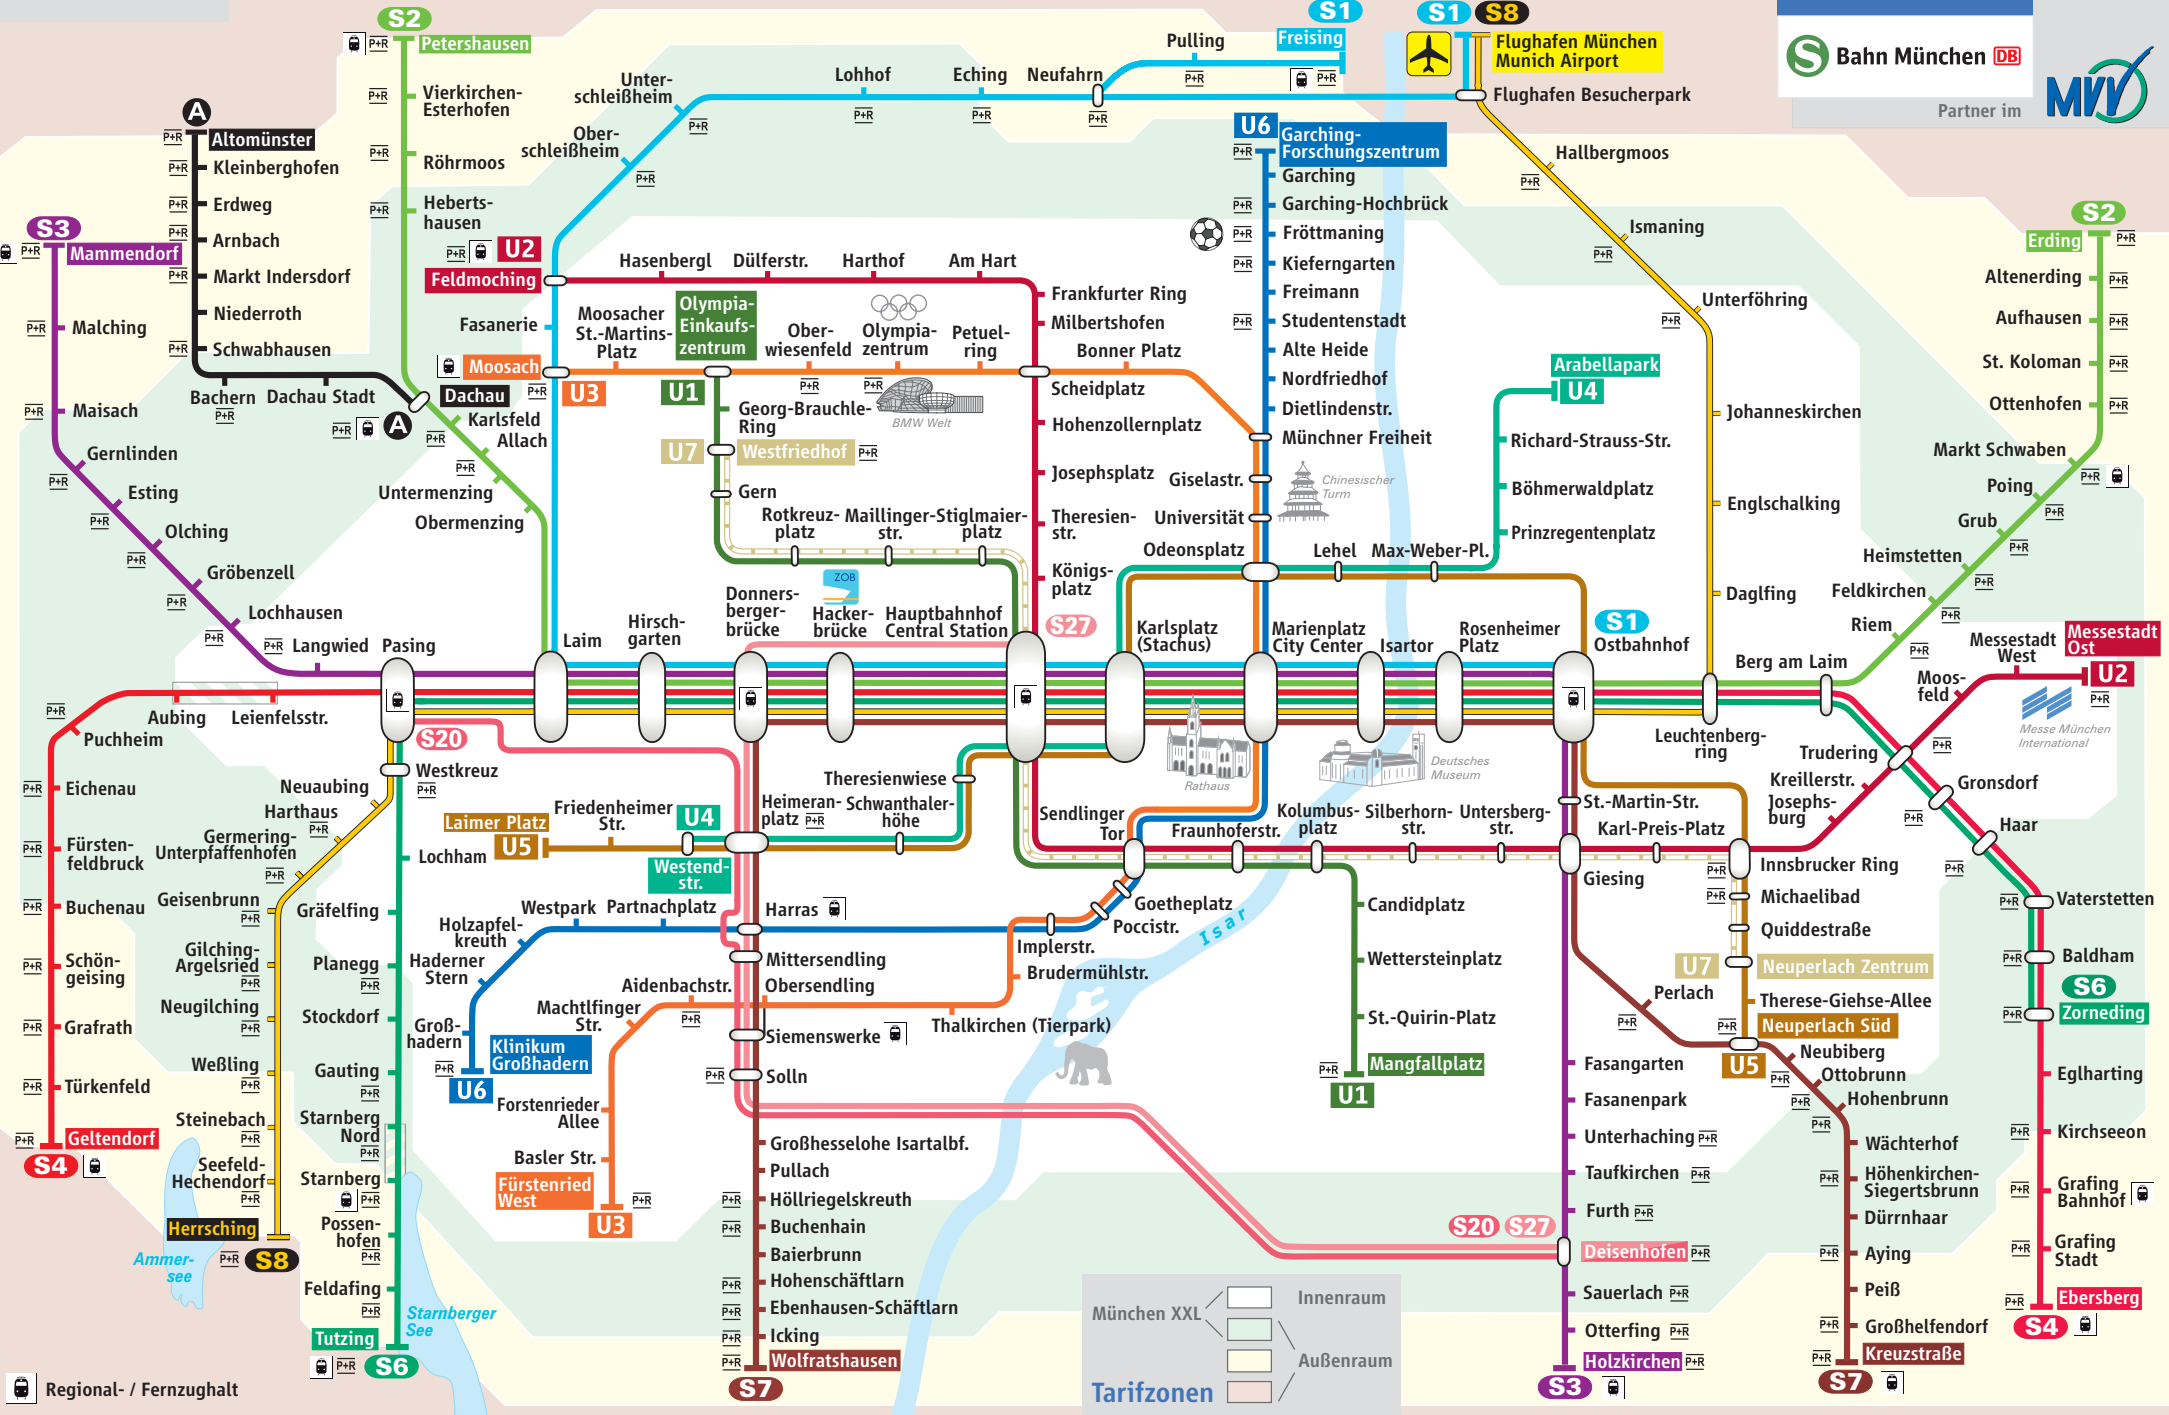 S2
S1
S1
S8
Petershausen
P+R
Vierkirchen-
Esterhofen
P+R
Röhrmoos
P+R
Heberts-
hausen
P+R
A
Altomünster
P+R
Kleinberghofen
P+R
Erdweg
P+R
Arnbach
P+R
Markt Indersdorf
P+R
Niederroth
Schwabhausen
P+R
Bachern
P+R
Dachau Stadt
P+R
A
Dachau
Karlsfeld
P+R
Allach
P+R
Untermenzing
Obermenzing
S3
Mammendorf
P+R
Malching
P+R
Maisach
P+R
Gernlinden
P+R
Esting
P+R
Olching
P+R
Gröbenzell
P+R
Lochhausen
P+R
Langwied
P+R
Pasing
Freising
P+R
Pulling
P+R
Neufahrn
P+R
Eching
P+R
Lohhof
P+R
Unter-
schleißheim
P+R
Ober-
schleißheim
P+R
U2
P+R
Feldmoching
Fasanerie
Moosach
P+R
U3
Flughafen München
Munich Airport
Flughafen Besucherpark
S Bahn München DB
Partner im
MVV
Hallbergmoos
P+R
Ismaning
P+R
Unterföhring
P+R
Johanneskirchen
Englschalking
Daglfing
S2
Erding
P+R
Altenerding
P+R
Aufhausen
P+R
St. Koloman
P+R
Ottenhofen
P+R
Markt Schwaben
P+R
Poing
P+R
Grub
P+R
Heimstetten
P+R
Feldkirchen
P+R
Riem
P+R
Hasenbergl
Dülferstr.
Harthof
Am Hart
Frankfurter Ring
Milbertshofen
Moosacher
St.-Martins-
Platz
Olympia-
Einkaufs-
zentrum
Ober-
wiesenfeld
P+R
Olympia-
zentrum
P+R
Petuel-
ring
Scheidplatz
Bonner Platz
BMW Welt
U1
Georg-Brauchle-
Ring
U7
Westfriedhof
P+R
Gern
Rotkreuz-
platz
Maillinger-
str.
Stiglmaier-
platz
Hohenzollernplatz
Josephsplatz
Theresien-
str.
Königs-
platz
U6
Garching-
Forschungszentrum
P+R
Garching
Garching-Hochbrück
P+R
Fröttmaning
P+R
Kieferngarten
P+R
Freimann
Studentenstadt
P+R
Alte Heide
Nordfriedhof
Dietlindenstr.
Münchner Freiheit
Giselastr.
Chinesischer
Turm
Universität
Odeonsplatz
Lehel
Max-Weber-Pl.
Arabellapark
U4
Richard-Strauss-Str.
Böhmerwaldplatz
Prinzregentenplatz
Laim
Hirsch-
garten
Donners-
berger-
brücke
ZOB
Hacker-
brücke
Hauptbahnhof
Central Station
S27
Karlsplatz
(Stachus)
Marienplatz
City Center
Isartor
Rosenheimer
Platz
S1
Ostbahnhof
Leuchtenberg-
ring
Berg am Laim
Messestadt
West
Messestadt
Ost
U2
P+R
Moos-
feld
Messe München
International
Trudering
P+R
Kreillerstr.
Josephs-
burg
Gronsdorf
P+R
Haar
P+R
Vaterstetten
P+R
Baldham
P+R
S6
Zorneding
P+R
Eglharting
Kirchseeon
P+R
Grafing
Bahnhof
P+R
Grafing
Stadt
P+R
Ebersberg
P+R
S4
Aubing
Leienfelsstr.
Puchheim
P+R
Eichenau
P+R
Fürsten-
feldbruck
P+R
Buchenau
P+R
Schön-
geising
P+R
Grafrath
P+R
Türkenfeld
P+R
Geltendorf
P+R
S4
S20
Westkreuz
P+R
Neuaubing
Harthaus
P+R
Germering-
Unterpfaffenhofen
P+R
Geisenbrunn
P+R
Gilching-
Argelsried
P+R
Neugilching
P+R
Weßling
P+R
Steinebach
P+R
Seefeld-
Hechendorf
P+R
Herrsching
P+R
S8
Ammer-
see
Lochham
Gräfelfing
Planegg
P+R
Stockdorf
Gauting
P+R
Starnberg
Nord
P+R
Starnberg
P+R
Possen-
hofen
P+R
Feldafing
P+R
Tutzing
P+R
S6
Starnberger
See
Theresienwiese
Schwanthaler-
höhe
Heimeran-
platz P+R
U4
Westend-
str.
Friedenheimer
Str.
Laimer Platz
U5
Harras
Partnachplatz
Westpark
Holzapfel-
kreuth
Haderner
Stern
Groß-
hadern
P+R
Klinikum
Großhadern
U6
Mittersendling
Obersendling
Aidenbachstr.
P+R
Machtlfinger
Str.
Forstenrieder
Allee
Basler Str.
Fürstenried
West
P+R
U3
Siemenswerke
Solln
P+R
Großhesselohe Isartalbf.
Pullach
Höllriegelskreuth
P+R
Buchenhain
P+R
Baierbrunn
Hohenschäftlarn
P+R
Ebenhausen-Schäftlarn
P+R
Icking
P+R
Wolfratshausen
P+R
S7
Rathaus
Deutsches
Museum
Sendlinger
Tor
Fraunhoferstr.
Kolumbus-
platz
Silberhorn-
str.
Untersberg-
str.
St.-Martin-Str.
Karl-Preis-Platz
Giesing
Goetheplatz
Poccistr.
Implerstr.
Brudermühlstr.
Thalkirchen (Tierpark)
Isar
Candidplatz
Wettersteinplatz
St.-Quirin-Platz
Mangfallplatz
P+R
U1
Innsbrucker Ring
P+R
Michaelibad
P+R
Quiddestraße
U7
Neuperlach Zentrum
Therese-Giehse-Allee
P+R
Neuperlach Süd
U5
Perlach
P+R
Neubiberg
P+R
Ottobrunn
P+R
Hohenbrunn
P+R
Wächterhof
Höhenkirchen-
Siegertsbrunn
P+R
Dürrnhaar
Aying
P+R
Peiß
Großhelfendorf
P+R
Kreuzstraße
P+R
S7
Fasangarten
Fasanenpark
Unterhaching P+R
Taufkirchen P+R
Furth P+R
S20
S27
Deisenhofen P+R
Sauerlach P+R
Otterfing P+R
Holzkirchen P+R
S3
München XXL
Innenraum
Außenraum
Tarifzonen
Regional- / Fernzughalt